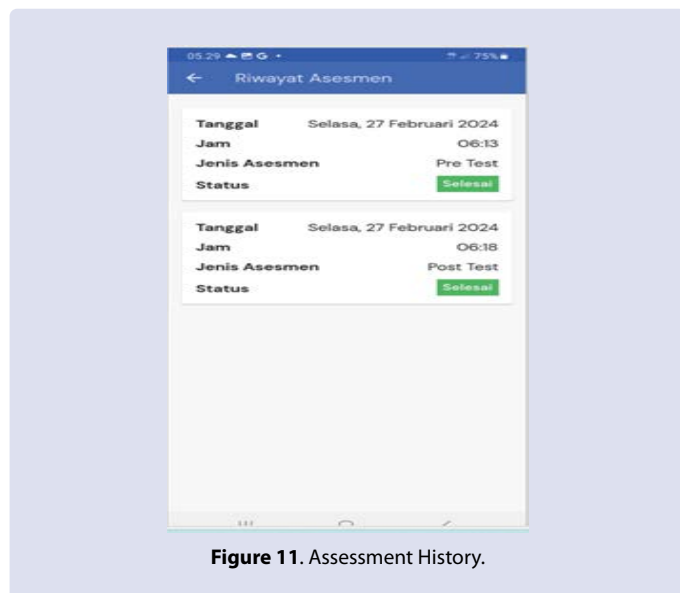 05.29 G 75%
Riwayat Asesmen
Tanggal Selasa, 27 Februari 2024
Jam 06:13
Jenis Asesmen Pre Test
Status Selesai
Tanggal Selasa, 27 Februari 2024
Jam 06:18
Jenis Asesmen Post Test
Status Selesai
Figure 11. Assessment History.